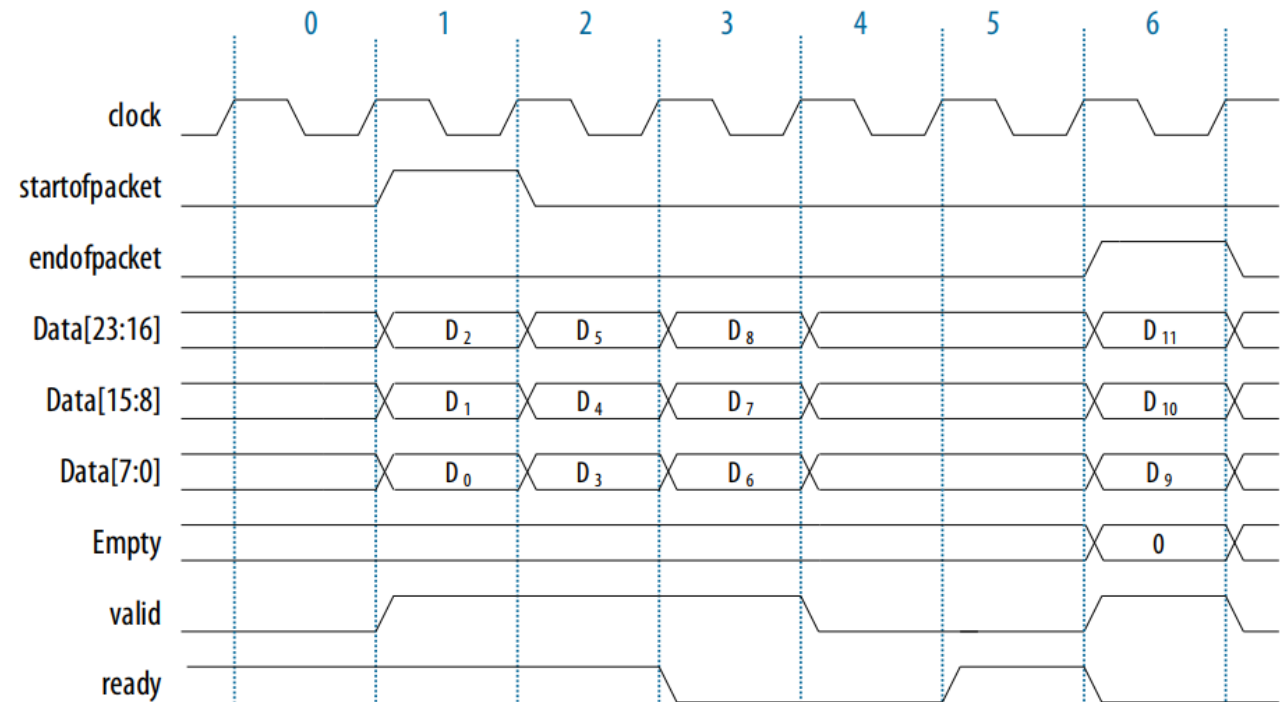 0 1 2 3 4 5 6
clock
startofpacket
endofpacket
Data[23:16] D 2 D 5 D 8 D 11
Data[15:8] D 1 D 4 D 7 D 10
Data[7:0] D 0 D 3 D 6 D 9
Empty 0
valid
ready